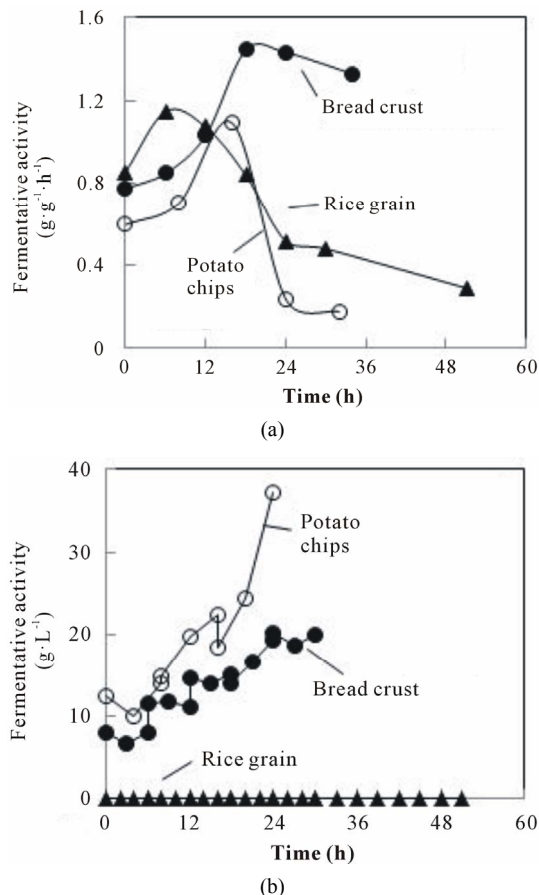 1.6
1.2
0.8
0.4
0
Fermentative activity
(g·g⁻¹·h⁻¹)
Bread crust
Rice grain
Potato
chips
0 12 24 36 48 60
Time (h)
(a)
40
30
20
10
0
Fermentative activity
(g·L⁻¹)
Potato
chips
Bread crust
Rice grain
0 12 24 36 48 60
Time (h)
(b)